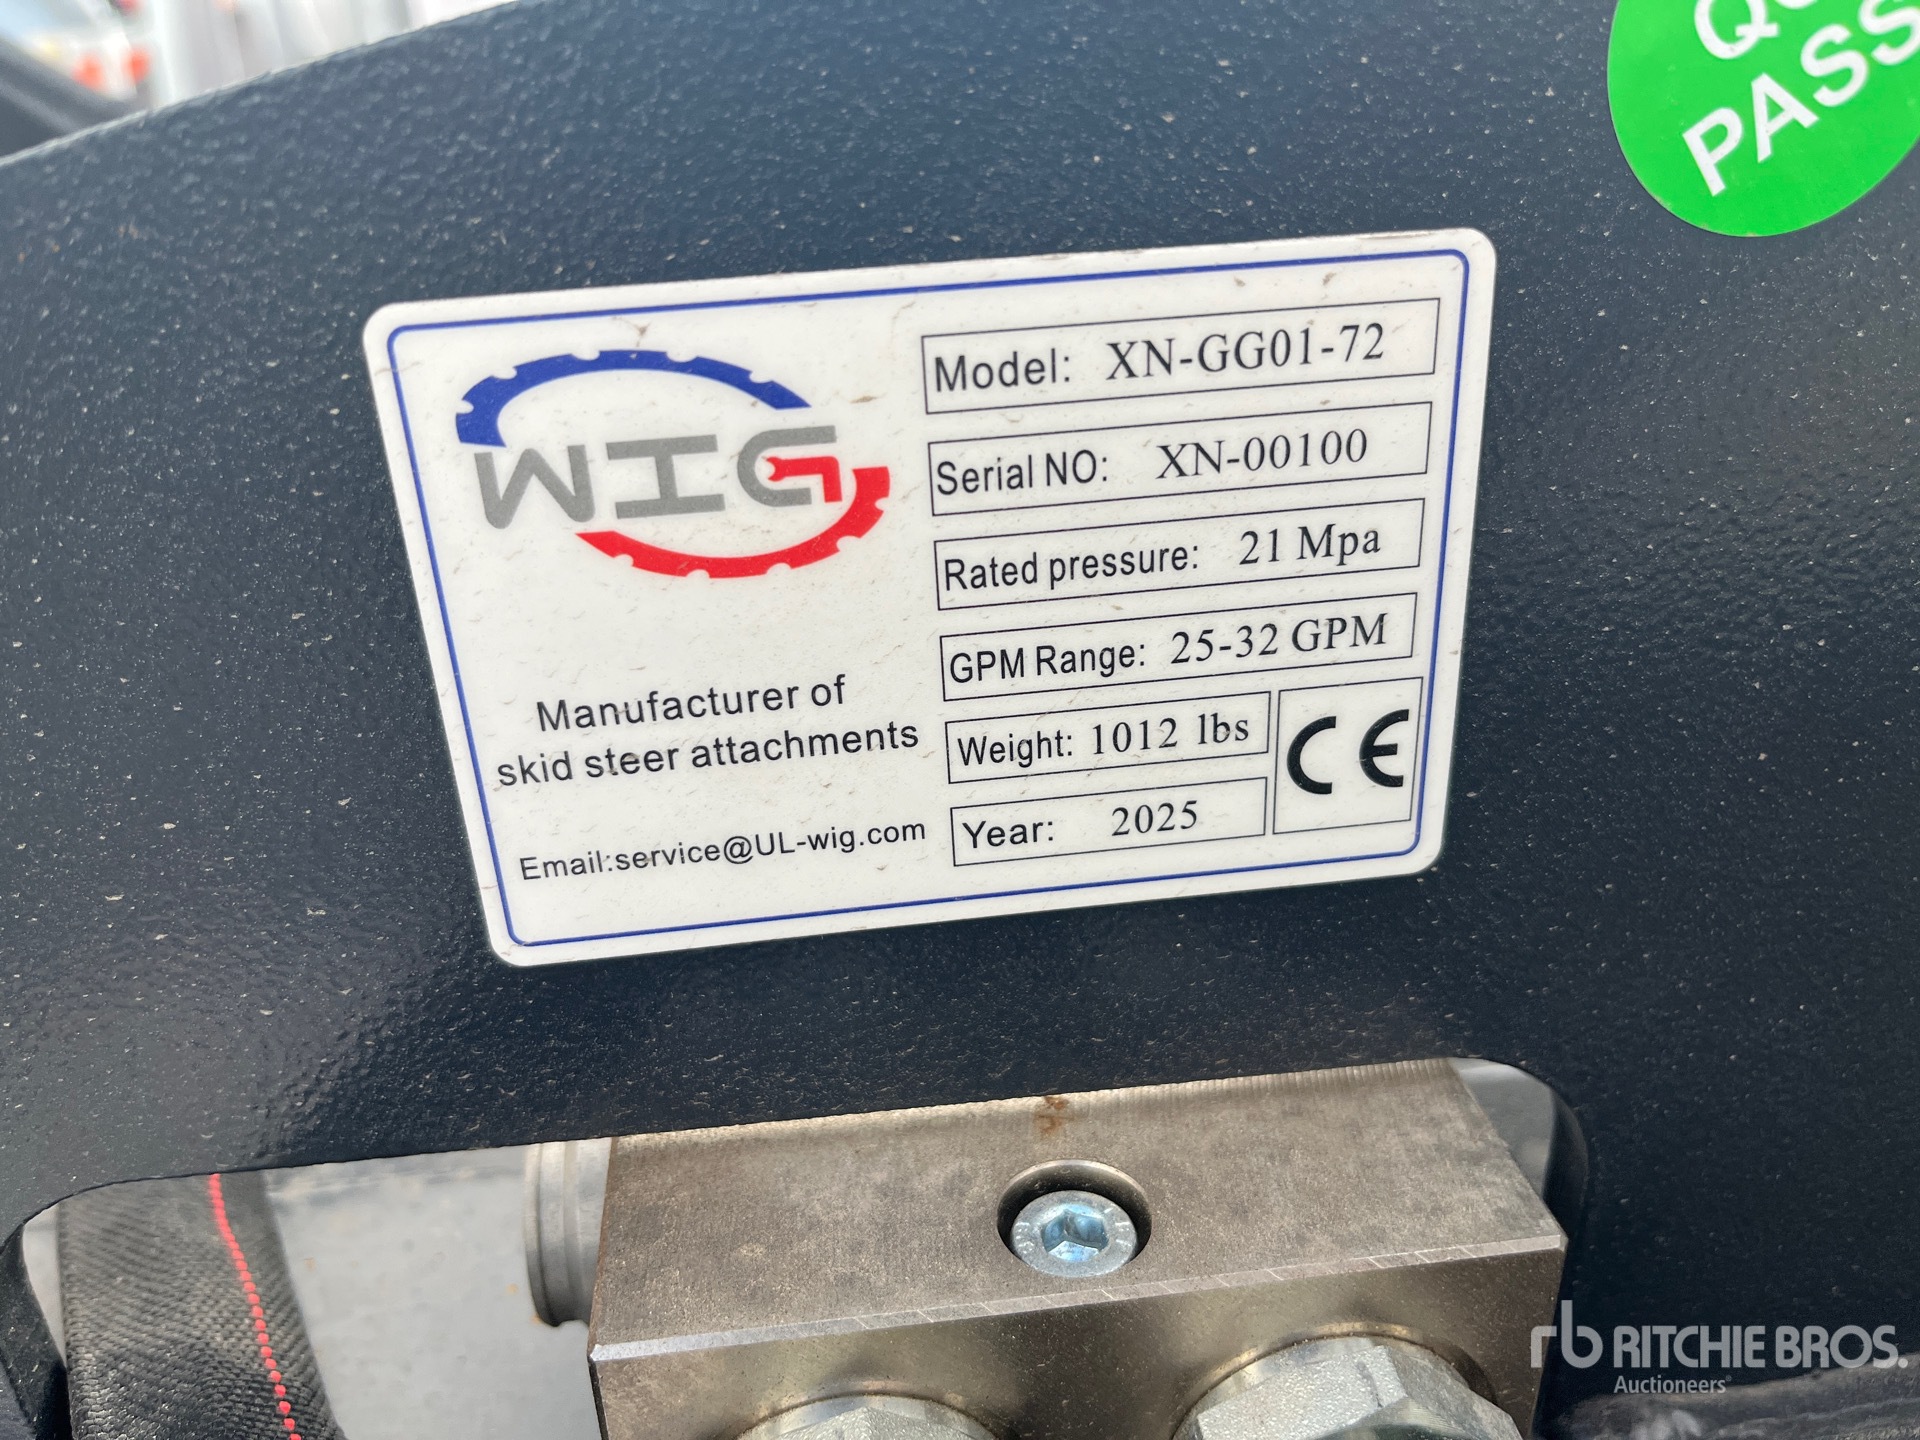 PASS
WIG
Manufacturer of
skid steer attachments
Email:service@UL-wig.com
Model: XN-GG01-72
Serial NO: XN-00100
Rated pressure: 21 Mpa
GPM Range: 25-32 GPM
Weight: 1012 lbs
Year: 2025
CE
rb RITCHIE BROS.
Auctioneers